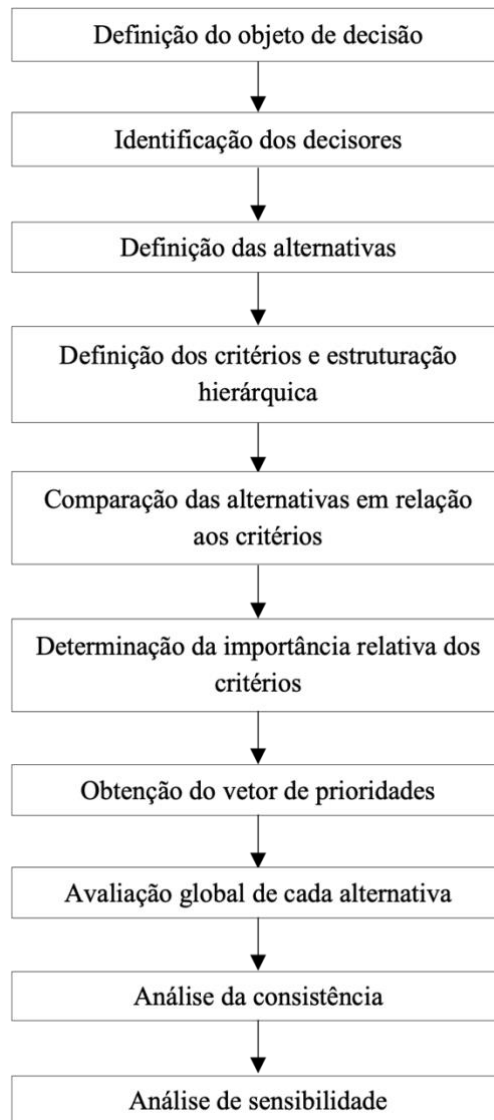 Definição do objeto de decisão
Identificação dos decisores
Definição das alternativas
Definição dos critérios e estruturação
hierárquica
Comparação das alternativas em relação
aos critérios
Determinação da importância relativa dos
critérios
Obtenção do vetor de prioridades
Avaliação global de cada alternativa
Análise da consistência
Análise de sensibilidade